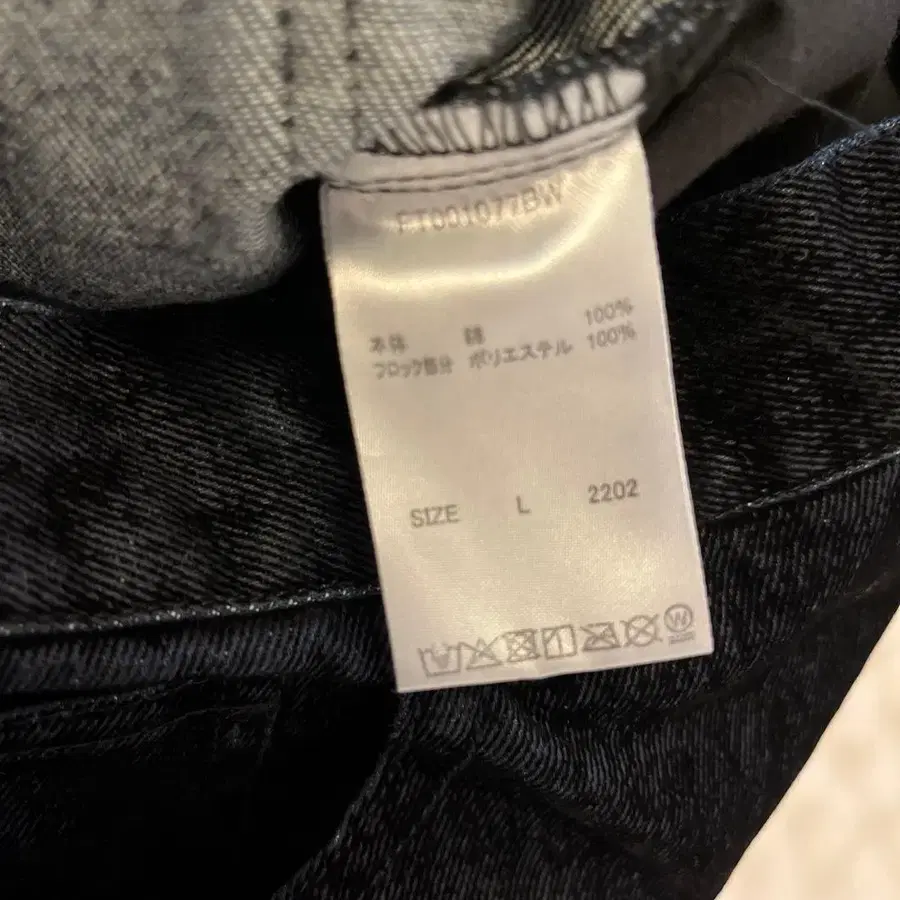 FT001077BW
本体 綿 100%
フロック部分 ポリエステル 100%
SIZE L 2202
W